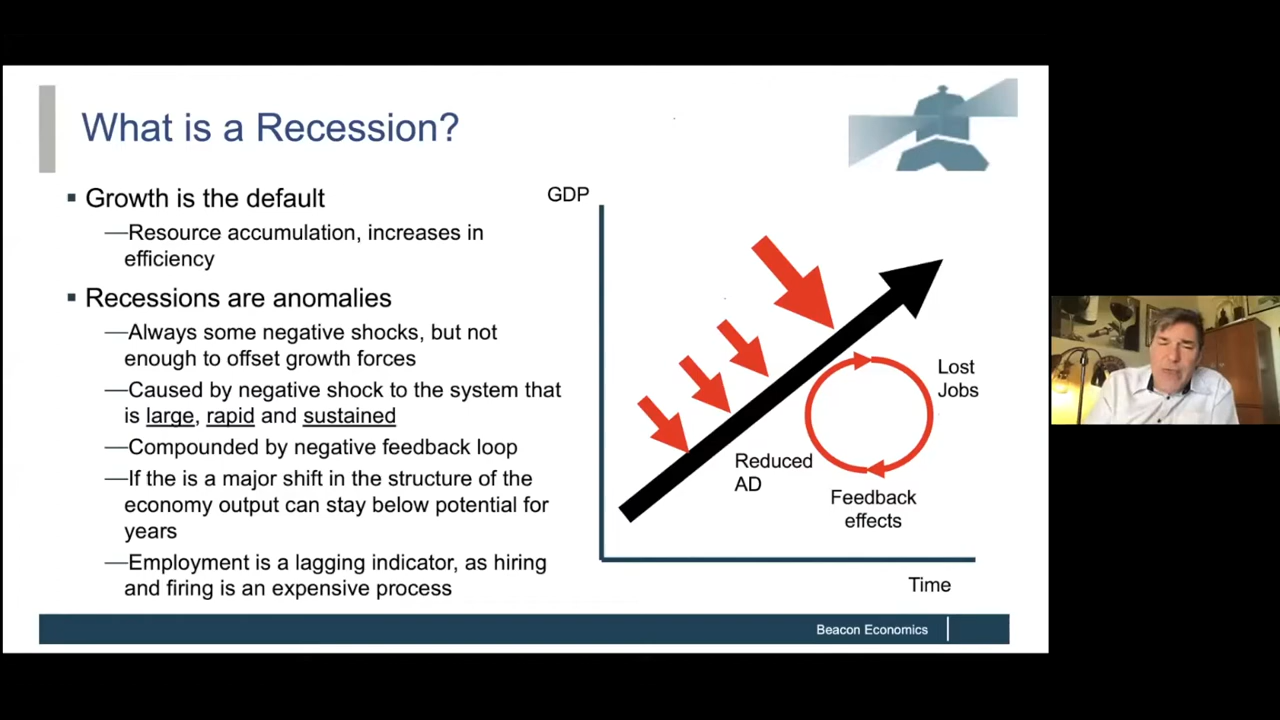 What is a Recession?
▪ Growth is the default
—Resource accumulation, increases in
efficiency
▪ Recessions are anomalies
—Always some negative shocks, but not
enough to offset growth forces
—Caused by negative shock to the system that
is large, rapid and sustained
—Compounded by negative feedback loop
—If the is a major shift in the structure of the
economy output can stay below potential for
years
—Employment is a lagging indicator, as hiring
and firing is an expensive process
GDP
Lost
Jobs
Reduced
AD
Feedback
effects
Time
Beacon Economics